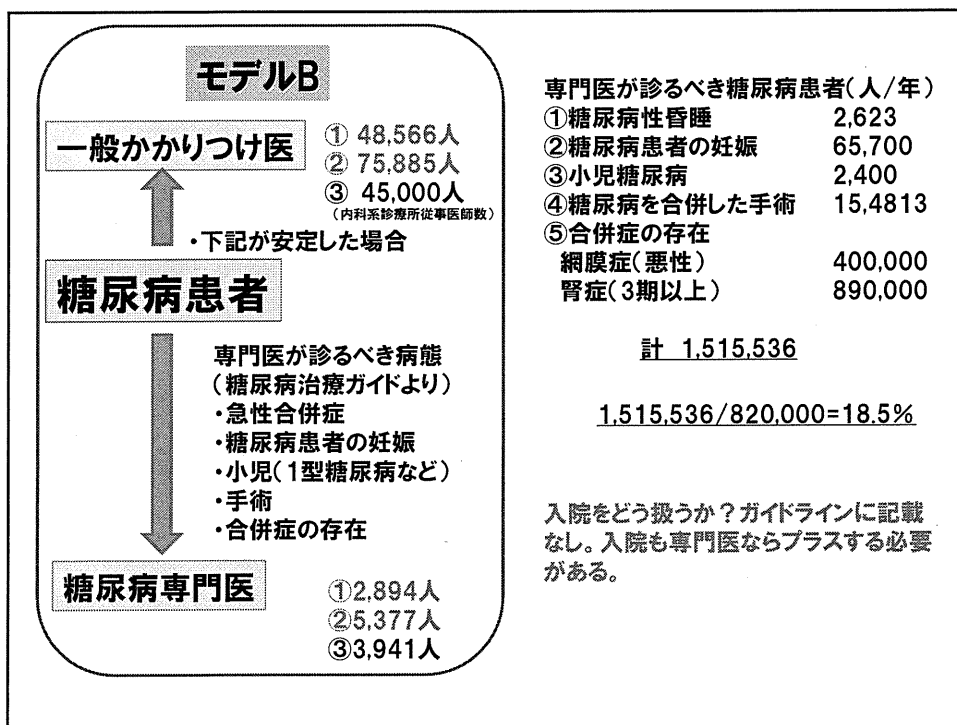 モデルB
一般かかりつけ医
① 48,566人
② 75,885人
③ 45,000人
(内科系診療所従事医師数)
・下記が安定した場合
糖尿病患者
専門医が診るべき病態
(糖尿病治療ガイドより)
・急性合併症
・糖尿病患者の妊娠
・小児(1型糖尿病など)
・手術
・合併症の存在
糖尿病専門医
①2,894人
②5,377人
③3,941人
専門医が診るべき糖尿病患者(人/年)
①糖尿病性昏睡 2,623
②糖尿病患者の妊娠 65,700
③小児糖尿病 2,400
④糖尿病を合併した手術 15,4813
⑤合併症の存在
網膜症(悪性) 400,000
腎症(3期以上) 890,000
計 1,515,536
1,515,536/820,000=18.5%
入院をどう扱うか?ガイドラインに記載
なし。入院も専門医ならプラスする必要
がある。